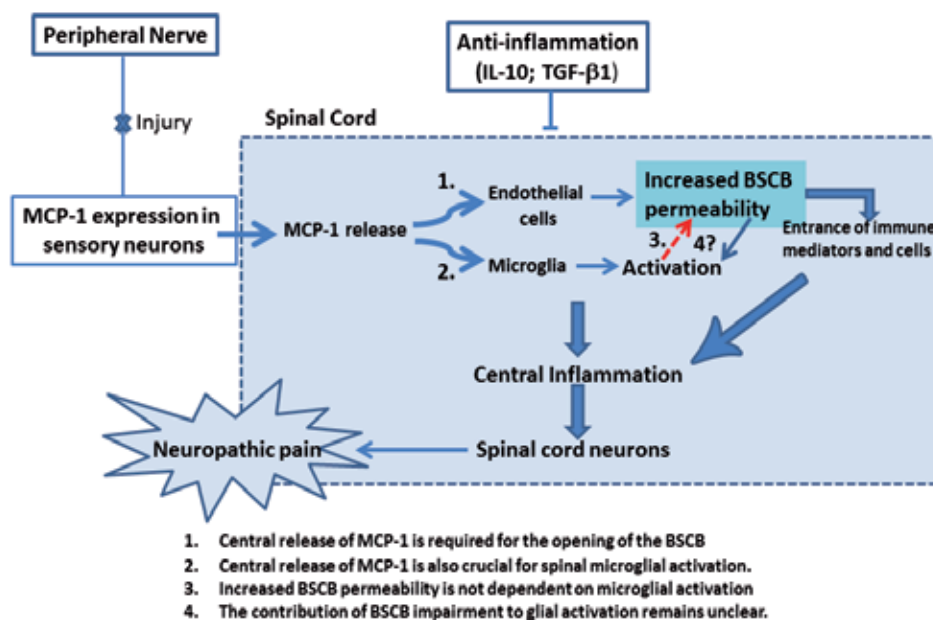 Peripheral Nerve
Injury
MCP-1 expression in
sensory neurons
Anti-inflammation
(IL-10; TGF-β1)
Spinal Cord
MCP-1 release
1.
Endothelial
cells
2.
Microglia
Increased BSCB
permeability
3.
4?
Activation
Entrance of immune
mediators and cells
Central Inflammation
Spinal cord neurons
Neuropathic pain
1. Central release of MCP-1 is required for the opening of the BSCB
2. Central release of MCP-1 is also crucial for spinal microglial activation.
3. Increased BSCB permeability is not dependent on microglial activation
4. The contribution of BSCB impairment to glial activation remains unclear.